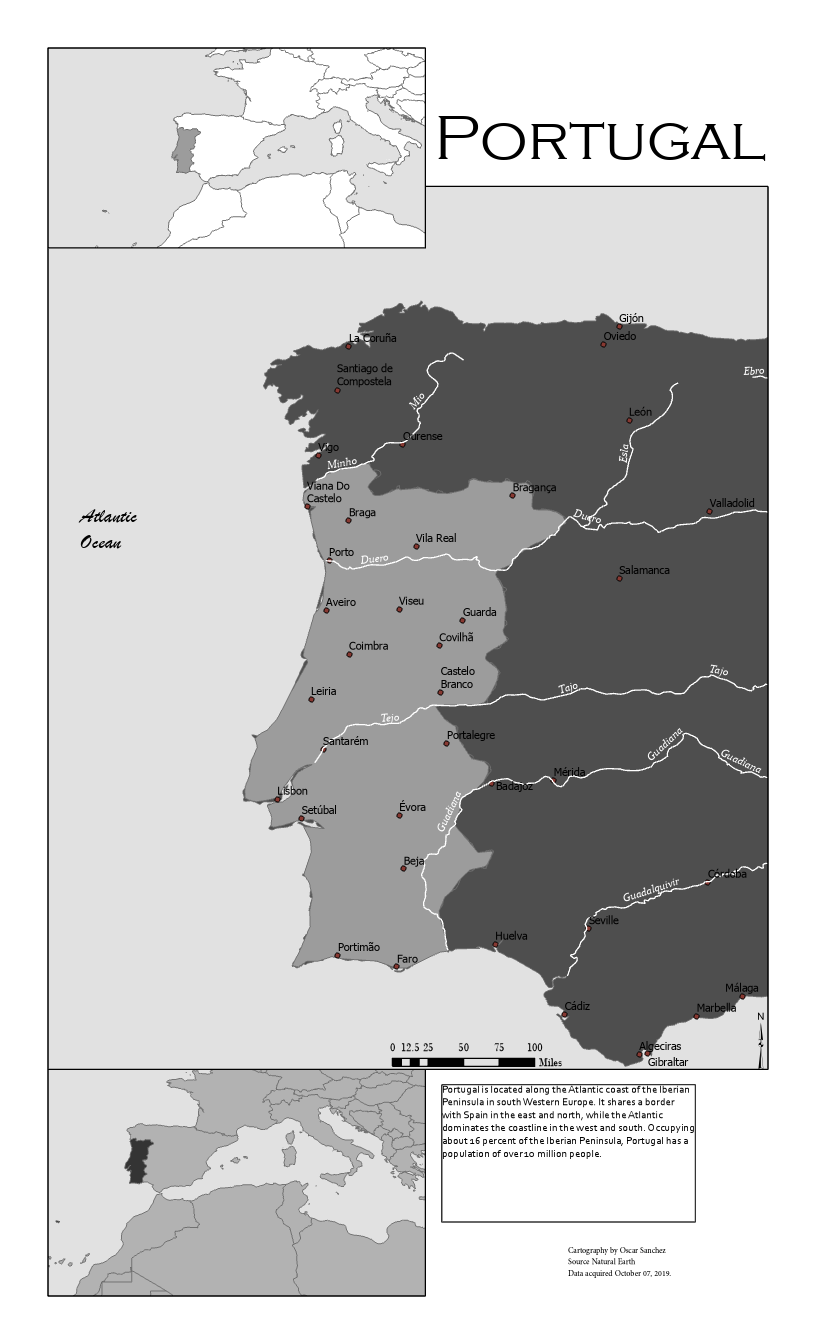 PORTUGAL
Gijón
La Coruña
Oviedo
Santiago de
Compostela
Ebro
Mio
León
Ourense
Vigo
Esla
Minho
Viana Do
Castelo
Bragança
Valladolid
Atlantic
Ocean
Braga
Duero
Vila Real
Porto
Duero
Salamanca
Aveiro
Viseu
Guarda
Covilhã
Coimbra
Castelo
Branco
Tajo
Tajo
Leiria
Tejo
Santarém
Portalegre
Guadiana
Guadiana
Mérida
Badajoz
Lisbon
Guadiana
Setúbal
Évora
Beja
Córdoba
Guadalquivir
Seville
Huelva
Portimão
Faro
Málaga
Cádiz
Marbella
N
Algeciras
Gibraltar
0 12.5 25 50 75 100
Miles
Portugal is located along the Atlantic coast of the Iberian
Peninsula in south Western Europe. It shares a border
with Spain in the east and north, while the Atlantic
dominates the coastline in the west and south. Occupying
about 16 percent of the Iberian Peninsula, Portugal has a
population of over10 million people.
Cartography by Oscar Sanchez
Source Natural Earth
Data acquired October 07, 2019.